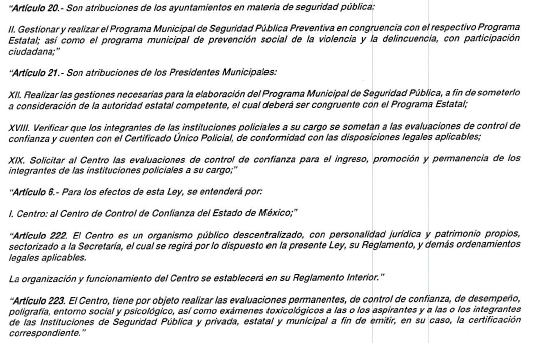 "Artículo 20.- Son atribuciones de los ayuntamientos en materia de seguridad pública:
II. Gestionar y realizar el Programa Municipal de Seguridad Pública Preventiva en congruencia con el respectivo Programa
Estatal; así como el programa municipal de prevención social de la violencia y la delincuencia, con participación
ciudadana;"
"Artículo 21.- Son atribuciones de los Presidentes Municipales:
XII. Realizar las gestiones necesarias para la elaboración del Programa Municipal de Seguridad Pública, a fin de someterlo
a consideración de la autoridad estatal competente, el cual deberá ser congruente con el Programa Estatal;
XVIII. Verificar que los integrantes de las instituciones policiales a su cargo se sometan a las evaluaciones de control de
confianza y cuenten con el Certificado Único Policial, de conformidad con las disposiciones legales aplicables;
XIX. Solicitar al Centro las evaluaciones de control de confianza para el ingreso, promoción y permanencia de los
integrantes de las instituciones policiales a su cargo;"
"Artículo 6.- Para los efectos de esta Ley, se entenderá por:
I. Centro: al Centro de Control de Confianza del Estado de México;"
"Artículo 222. El Centro es un organismo público descentralizado, con personalidad jurídica y patrimonio propios,
sectorizado a la Secretaría, el cual se regirá por lo dispuesto en la presente Ley, su Reglamento, y demás ordenamientos
legales aplicables.
La organización y funcionamiento del Centro se establecerá en su Reglamento Interior."
"Artículo 223. El Centro, tiene por objeto realizar las evaluaciones permanentes, de control de confianza, de desempeño,
poligrafía, entorno social y psicológico, así como exámenes toxicológicos a las o los aspirantes y a las o los integrantes
de las Instituciones de Seguridad Pública y privada, estatal y municipal a fin de emitir, en su caso, la certificación
correspondiente."